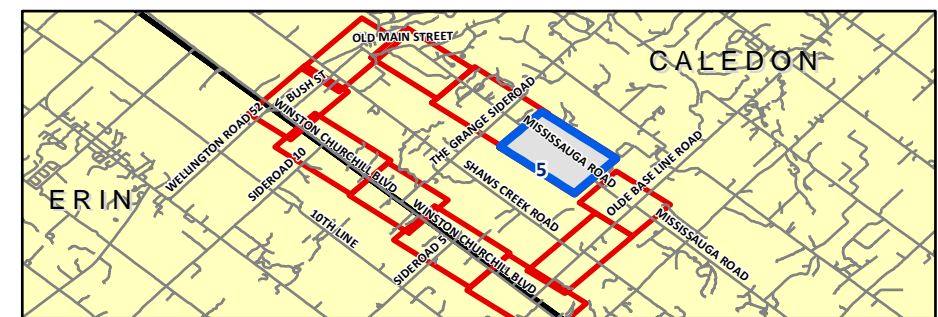 OLD MAIN STREET
CALEDON
BUSH ST
WELLINGTON ROAD 52
WINSTON CHURCHILL BLVD
THE GRANGE SIDEROAD
MISSISSAUGA ROAD
5
SIDEROAD 10
SHAWS CREEK ROAD
OLDE BASE LINE ROAD
ERIN
10TH LINE
WINSTON CHURCHILL BLVD
SIDEROAD 5
MISSISSAUGA ROAD